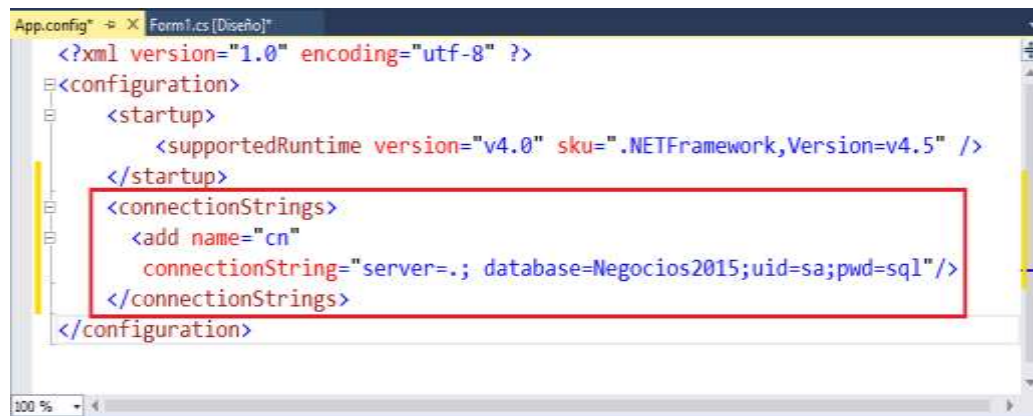 App.config* Form1.cs [Diseño]*
<?xml version="1.0" encoding="utf-8" ?>
<configuration>
<startup>
<supportedRuntime version="v4.0" sku=".NETFramework,Version=v4.5" />
</startup>
<connectionStrings>
<add name="cn"
connectionString="server=.; database=Negocios2015;uid=sa;pwd=sql"/>
</connectionStrings>
</configuration>
100 %